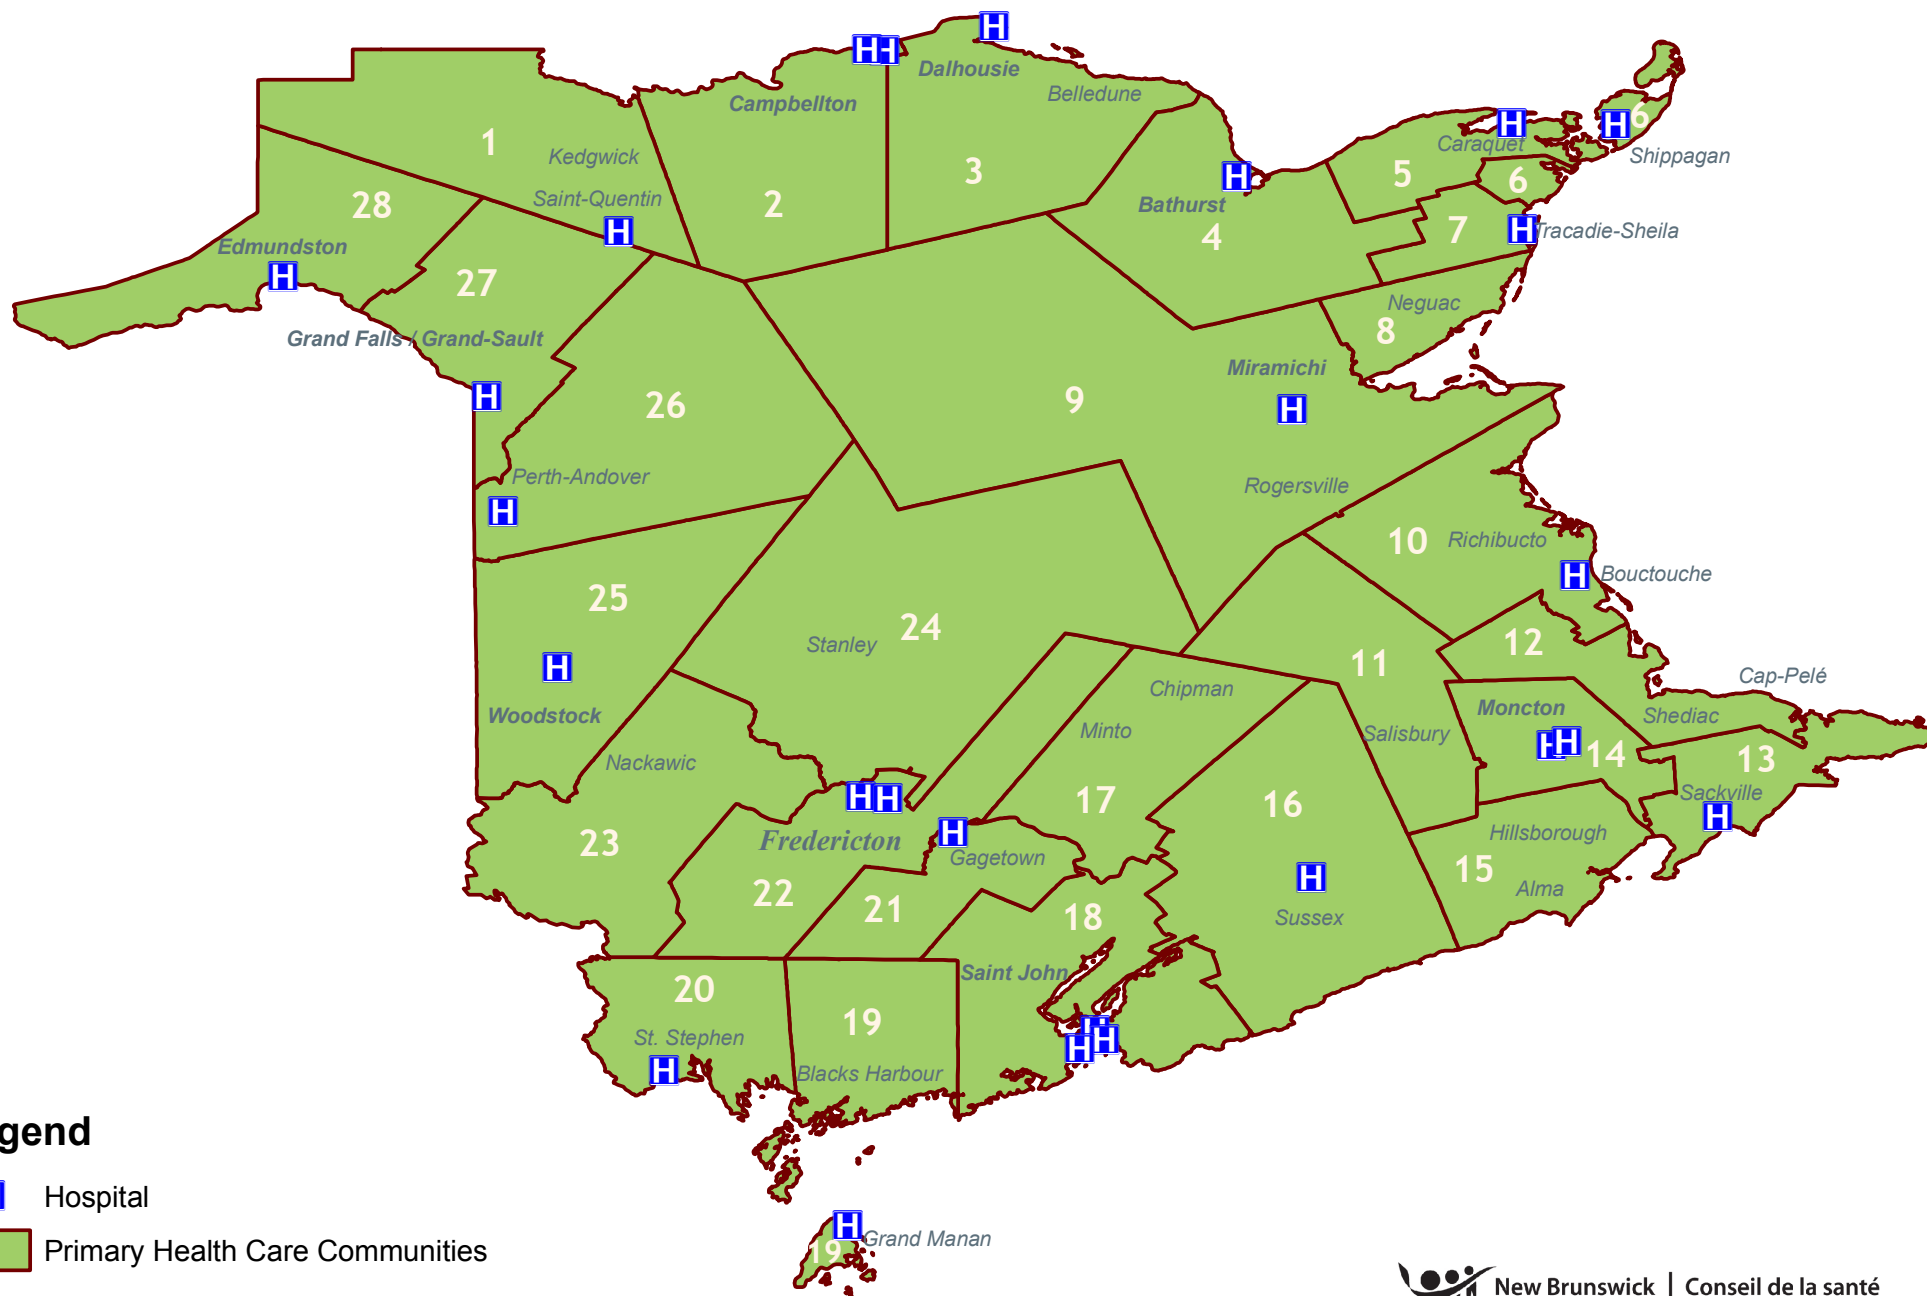 H
H H
Dalhousie
Campbellton
Belledune
H
H
6
1
Kedgwick
Caraquet
Shippagan
3
5
6
Saint-Quentin
2
H
Bathurst
28
H
4
7
H
Tracadie-Sheila
Edmundston
H
27
Neguac
8
Grand Falls / Grand-Sault
Miramichi
H
26
9
H
Perth-Andover
Rogersville
H
10
Richibucto
H
Bouctouche
25
24
Stanley
12
H
11
Cap-Pelé
Chipman
Woodstock
Moncton
Shediac
Minto
Salisbury
H H
14
13
Nackawic
Sackville
H H
17
16
H
23
Fredericton
H
Gagetown
Hillsborough
15
22
H
Alma
21
18
Sussex
Saint John
20
19
H
H
H
St. Stephen
H
Blacks Harbour
gend
Hospital
H
Grand Manan
19
Primary Health Care Communities
New Brunswick | Conseil de la santé